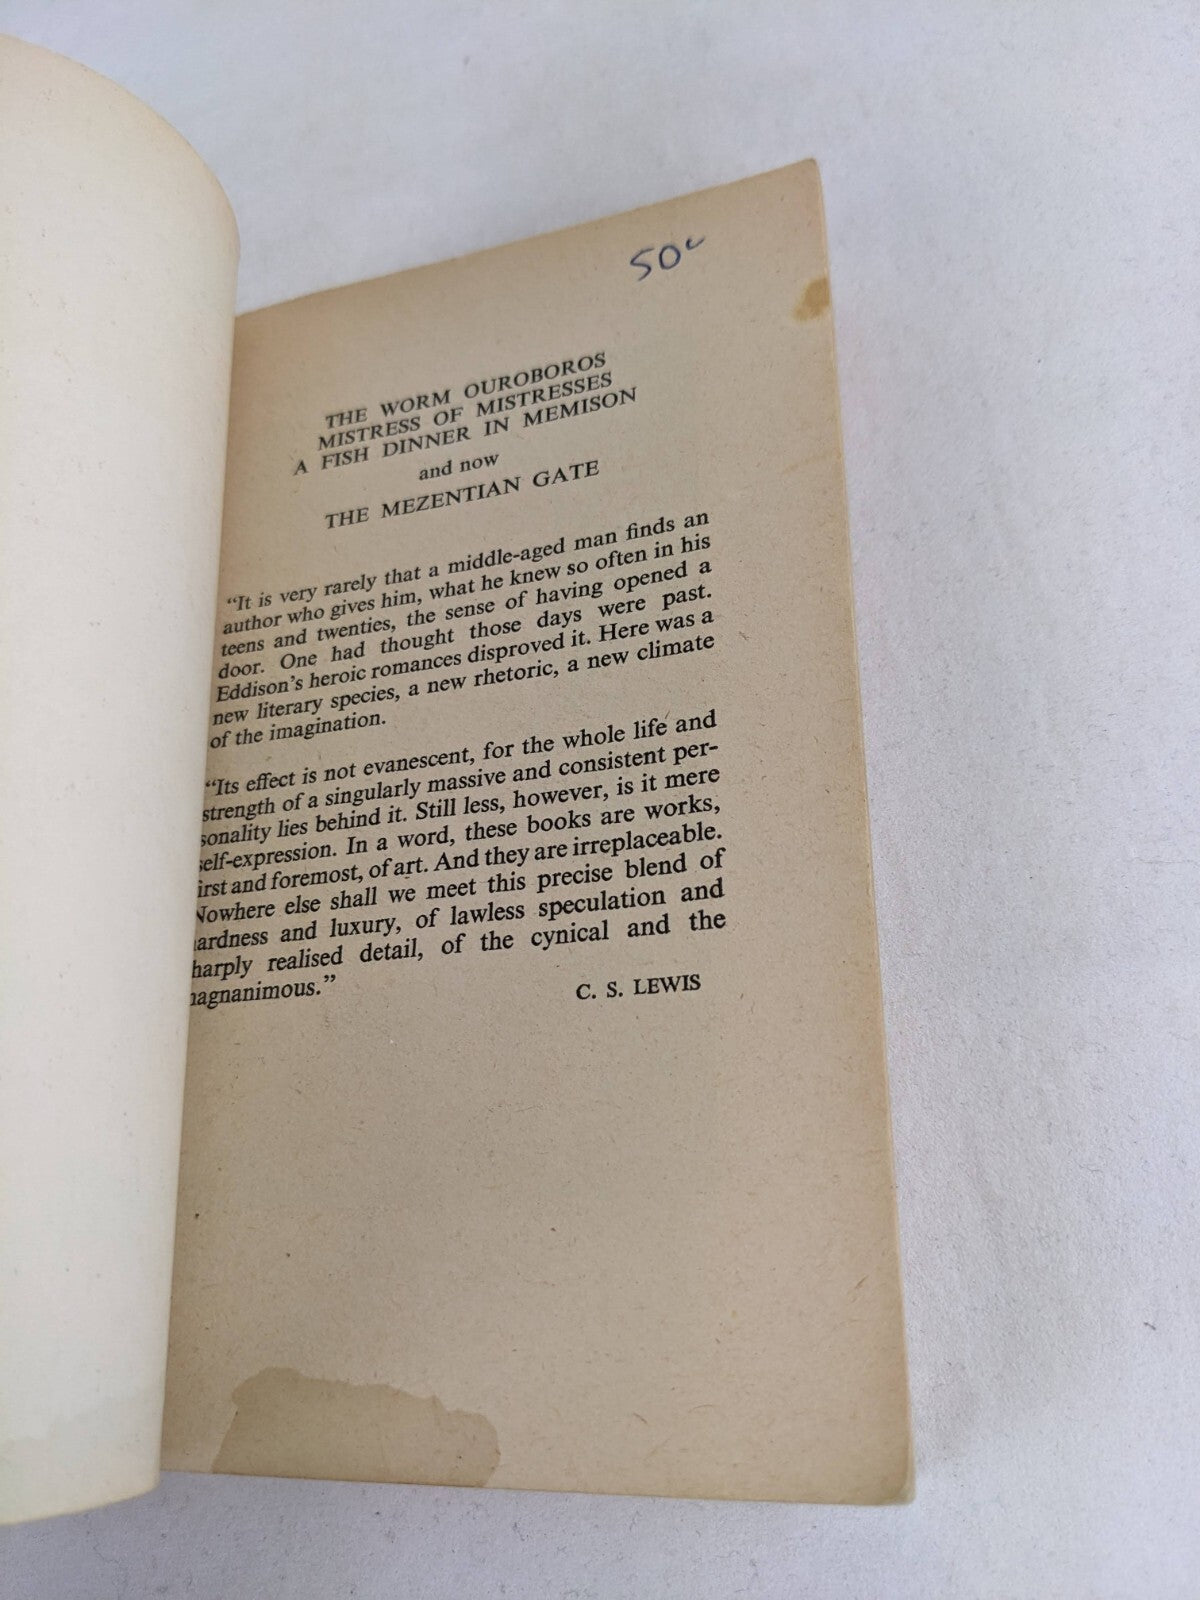 50c
THE WORM OUROBOROS
MISTRESS OF MISTRESSES
A FISH DINNER IN MEMISON
and now
THE MEZENTIAN GATE
“It is very rarely that a middle-aged man finds an
author who gives him, what he knew so often in his
teens and twenties, the sense of having opened a
door. One had thought those days were past.
Eddison’s heroic romances disproved it. Here was a
new literary species, a new rhetoric, a new climate
of the imagination.
“Its effect is not evanescent, for the whole life and
strength of a singularly massive and consistent per-
sonality lies behind it. Still less, however, is it mere
self-expression. In a word, these books are works,
first and foremost, of art. And they are irreplaceable.
Nowhere else shall we meet this precise blend of
hardness and luxury, of lawless speculation and
sharply realised detail, of the cynical and the
magnanimous.”
C. S. LEWIS